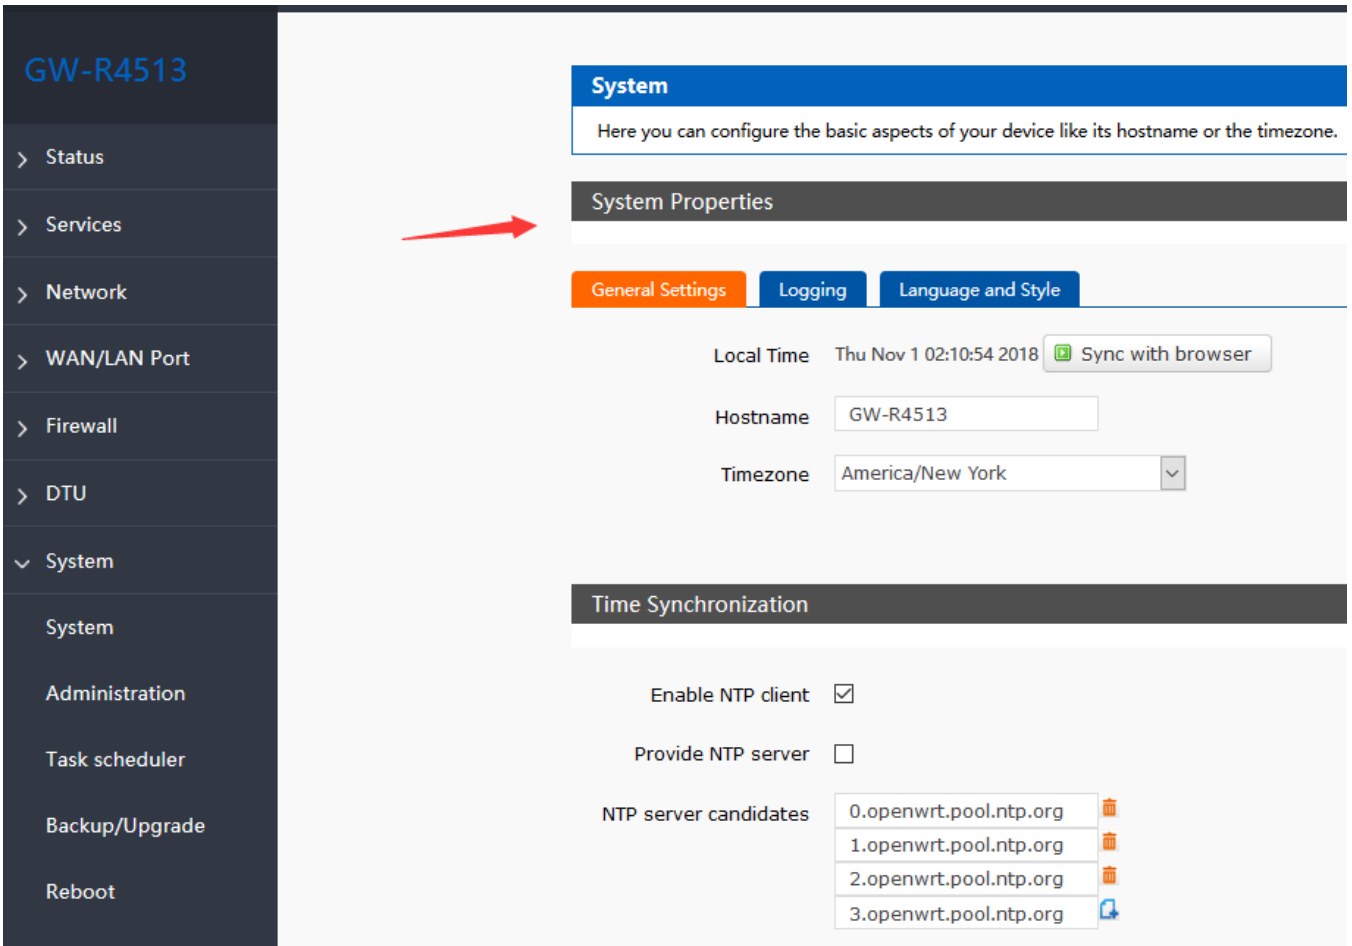 GW-R4513
Status
Services
Network
WAN/LAN Port
Firewall
DTU
System
System
Administration
Task scheduler
Backup/Upgrade
Reboot
System
Here you can configure the basic aspects of your device like its hostname or the timezone.
System Properties
General Settings Logging Language and Style
Local Time Thu Nov 1 02:10:54 2018 Sync with browser
Hostname GW-R4513
Timezone America/New York
Time Synchronization
Enable NTP client
Provide NTP server
NTP server candidates 0.openwrt.pool.ntp.org
1.openwrt.pool.ntp.org
2.openwrt.pool.ntp.org
3.openwrt.pool.ntp.org